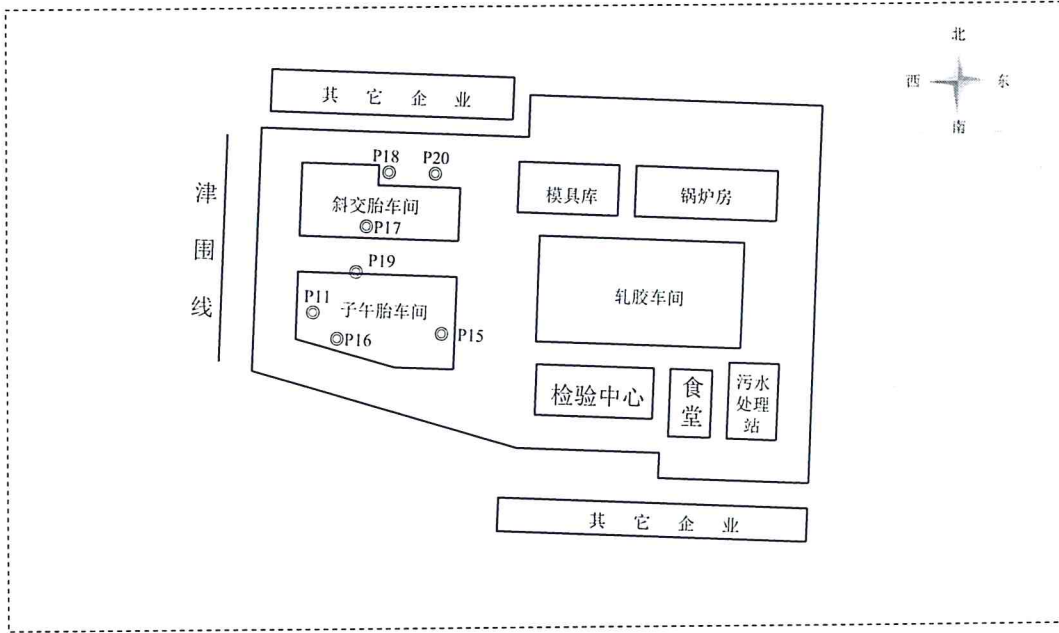 北
西
东
南
其它企业
P18
P20
津围线
斜交胎车间
P17
模具库
锅炉房
P19
轧胶车间
P11
子午胎车间
P16
P15
检验中心
食堂
污水
处理
站
其它企业